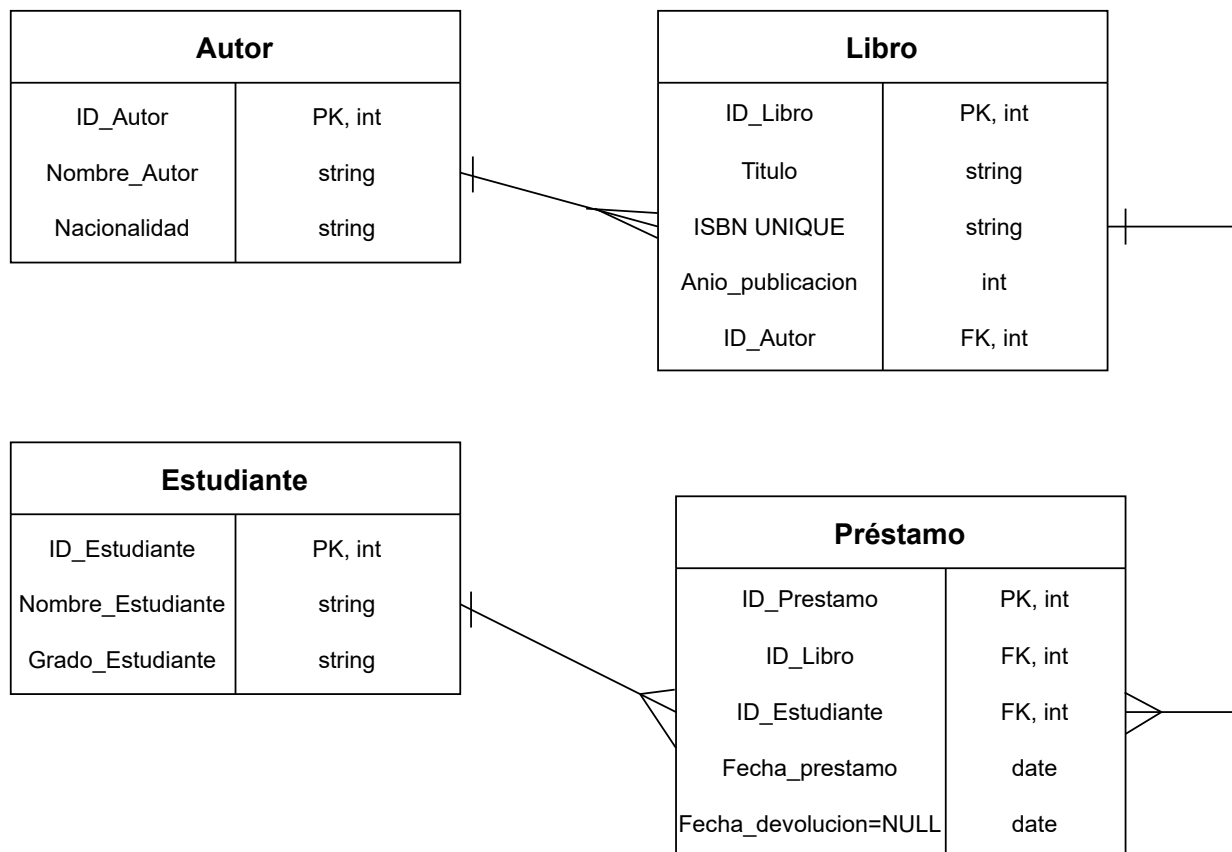 Autor
ID_Autor PK, int
Nombre_Autor string
Nacionalidad string
Libro
ID_Libro PK, int
Titulo string
ISBN UNIQUE string
Anio_publicacion int
ID_Autor FK, int
Estudiante
ID_Estudiante PK, int
Nombre_Estudiante string
Grado_Estudiante string
Préstamo
ID_Prestamo PK, int
ID_Libro FK, int
ID_Estudiante FK, int
Fecha_prestamo date
Fecha_devolucion=NULL date